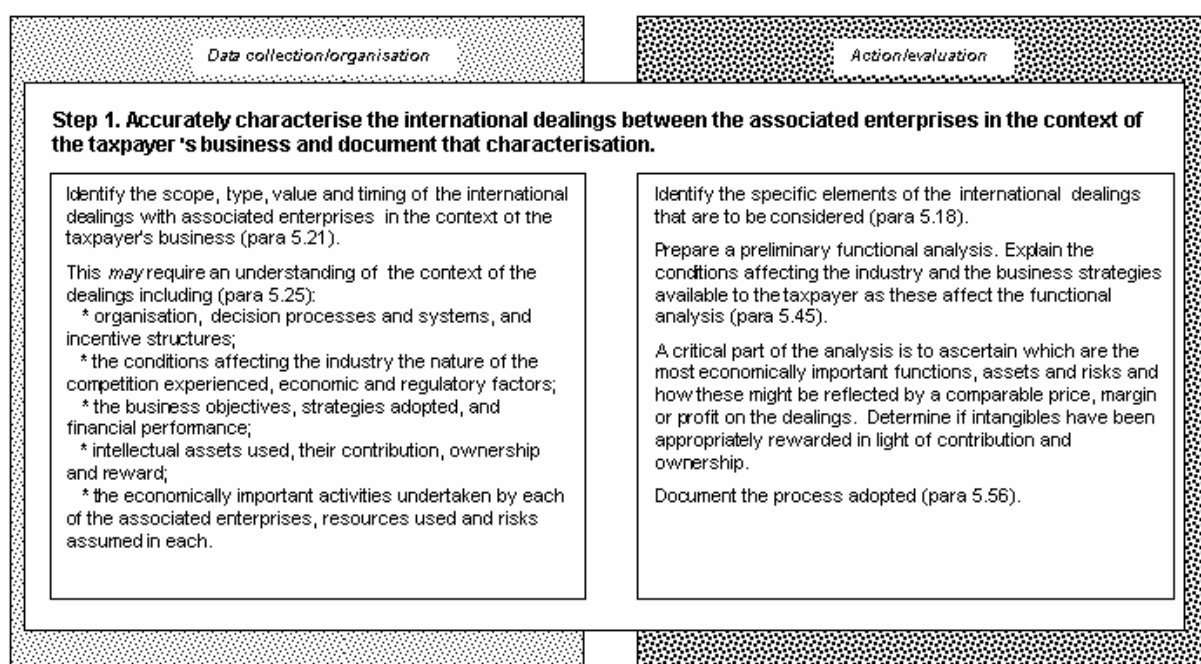 Data collection/organisation
Action/evaluation
Step 1. Accurately characterise the international dealings between the associated enterprises in the context of
the taxpayer's business and document that characterisation.
Identify the scope, type, value and timing of the international
dealings with associated enterprises in the context of the
taxpayer's business (para 5.21).
This may require an understanding of the context of the
dealings including (para 5.25):
* organisation, decision processes and systems, and
incentive structures;
* the conditions affecting the industry the nature of the
competition experienced, economic and regulatory factors;
* the business objectives, strategies adopted, and
financial performance;
* intellectual assets used, their contribution, ownership
and reward;
* the economically important activities undertaken by each
of the associated enterprises, resources used and risks
assumed in each.
Identify the specific elements of the international dealings
that are to be considered (para 5.18).
Prepare a preliminary functional analysis. Explain the
conditions affecting the industry and the business strategies
available to the taxpayer as these affect the functional
analysis (para 5.45).
A critical part of the analysis is to ascertain which are the
most economically important functions, assets and risks and
how these might be reflected by a comparable price, margin
or profit on the dealings. Determine if intangibles have been
appropriately rewarded in light of contribution and
ownership.
Document the process adopted (para 5.56).